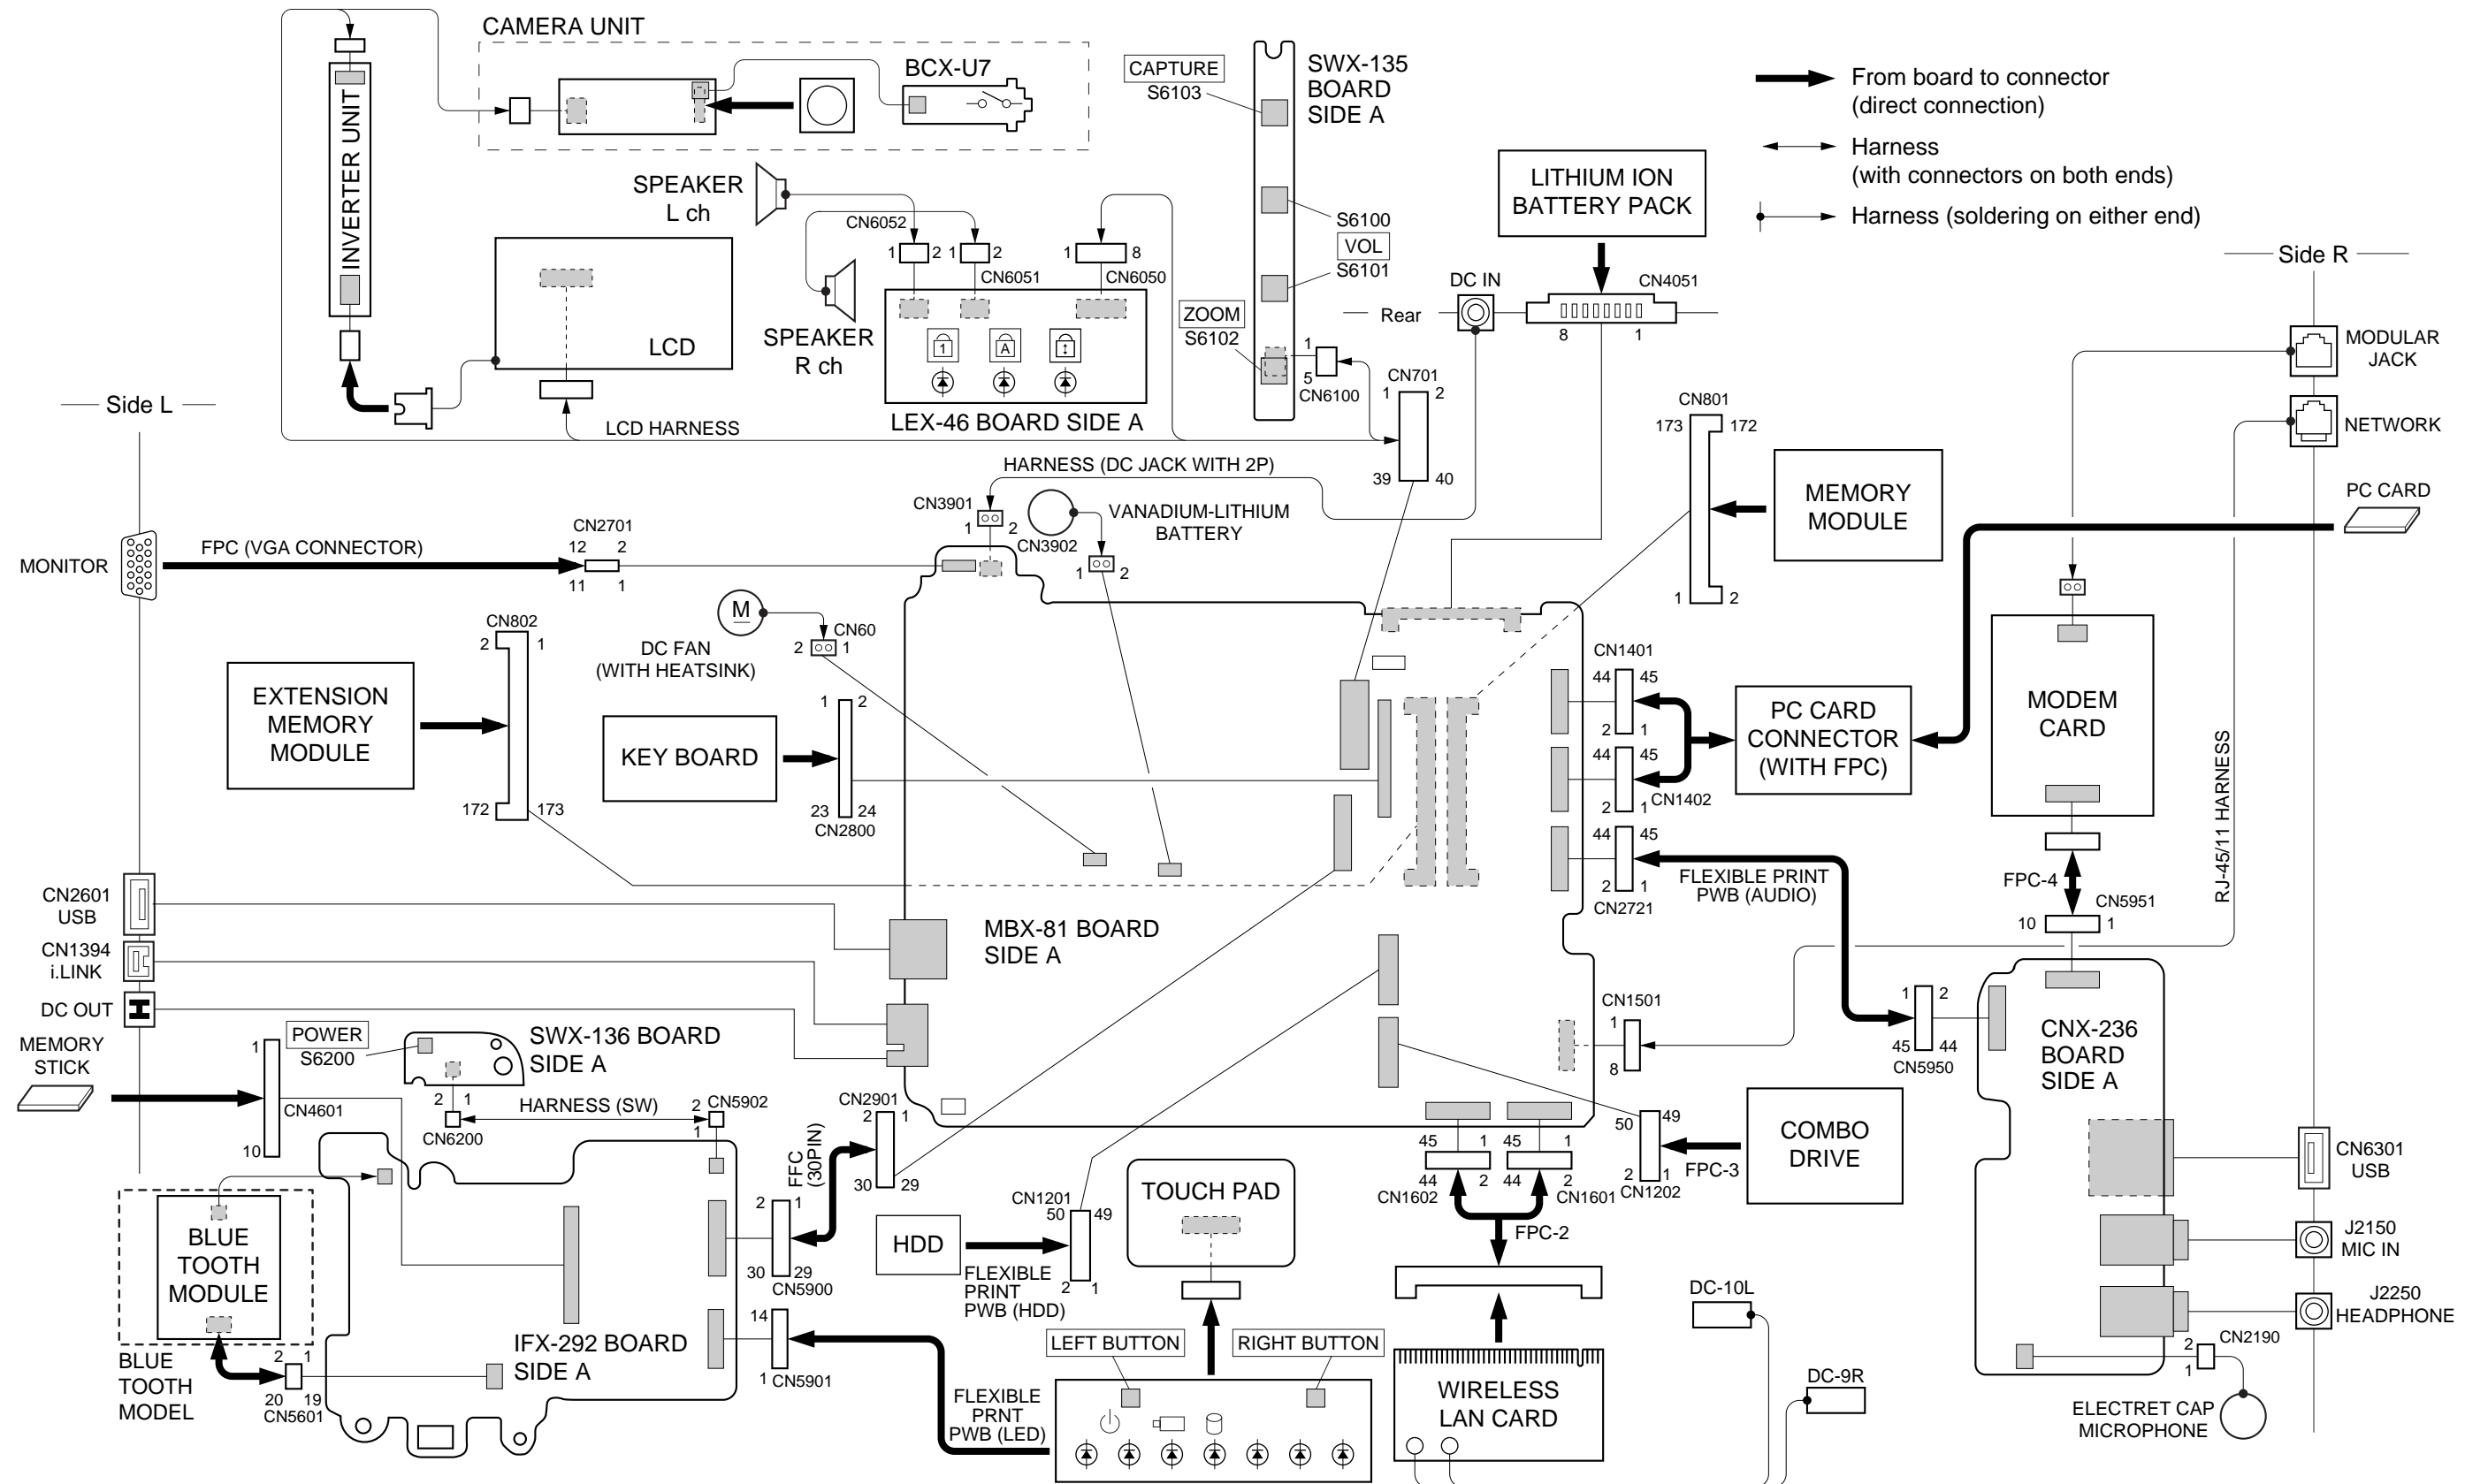 CAMERA UNIT
BCX-U7
INVERTER UNIT
SPEAKER
L ch
SPEAKER
R ch
LCD
LCD HARNESS
CN6052
1 2
1 2
CN6051
1 8
CN6050
1
A
LEX-46 BOARD SIDE A
CAPTURE
S6103
SWX-135
BOARD
SIDE A
S6100
VOL
S6101
ZOOM
S6102
1
5
CN6100
LITHIUM ION
BATTERY PACK
DC IN
Rear
CN4051
8 1
From board to connector
(direct connection)
Harness
(with connectors on both ends)
Harness (soldering on either end)
Side R
MODULAR
JACK
NETWORK
PC CARD
Side L
CN701
1 2
39 40
CN801
173 172
1 2
MEMORY
MODULE
HARNESS (DC JACK WITH 2P)
CN3901
1 2
CN3902
VANADIUM-LITHIUM
BATTERY
1 2
MONITOR
FPC (VGA CONNECTOR)
CN2701
12 2
11 1
M
DC FAN
(WITH HEATSINK)
CN60
2 1
CN802
2 1
172 173
EXTENSION
MEMORY
MODULE
KEY BOARD
1 2
23 24
CN2800
CN1401
44 45
2 1
44 45
2 1
CN1402
44 45
2 1
CN2721
PC CARD
CONNECTOR
(WITH FPC)
MODEM
CARD
RJ-45/11 HARNESS
FLEXIBLE PRINT
PWB (AUDIO)
FPC-4
CN5951
10 1
CN2601
USB
CN1394
i.LINK
DC OUT
MEMORY
STICK
MBX-81 BOARD
SIDE A
CN1501
1
8
1 2
45 44
CN5950
CNX-236
BOARD
SIDE A
POWER
S6200
SWX-136 BOARD
SIDE A
1
10
CN4601
2 1
CN6200
HARNESS (SW)
2
1
CN5902
CN2901
2 1
30 29
FFC
(30PIN)
2 1
30 29
CN5900
14
1
CN5901
IFX-292 BOARD
SIDE A
BLUE
TOOTH
MODULE
BLUE
TOOTH
MODEL
2 1
20 19
CN5601
HDD
FLEXIBLE
PRINT
PWB (HDD)
CN1201
50 49
2 1
TOUCH PAD
LEFT BUTTON
RIGHT BUTTON
FLEXIBLE
PRNT
PWB (LED)
45 1
44 2
CN1602
45 1
44 2
CN1601
FPC-2
50 49
2 1
CN1202
FPC-3
COMBO
DRIVE
WIRELESS
LAN CARD
DC-10L
DC-9R
CN6301
USB
J2150
MIC IN
J2250
HEADPHONE
CN2190
2
1
ELECTRET CAP
MICROPHONE